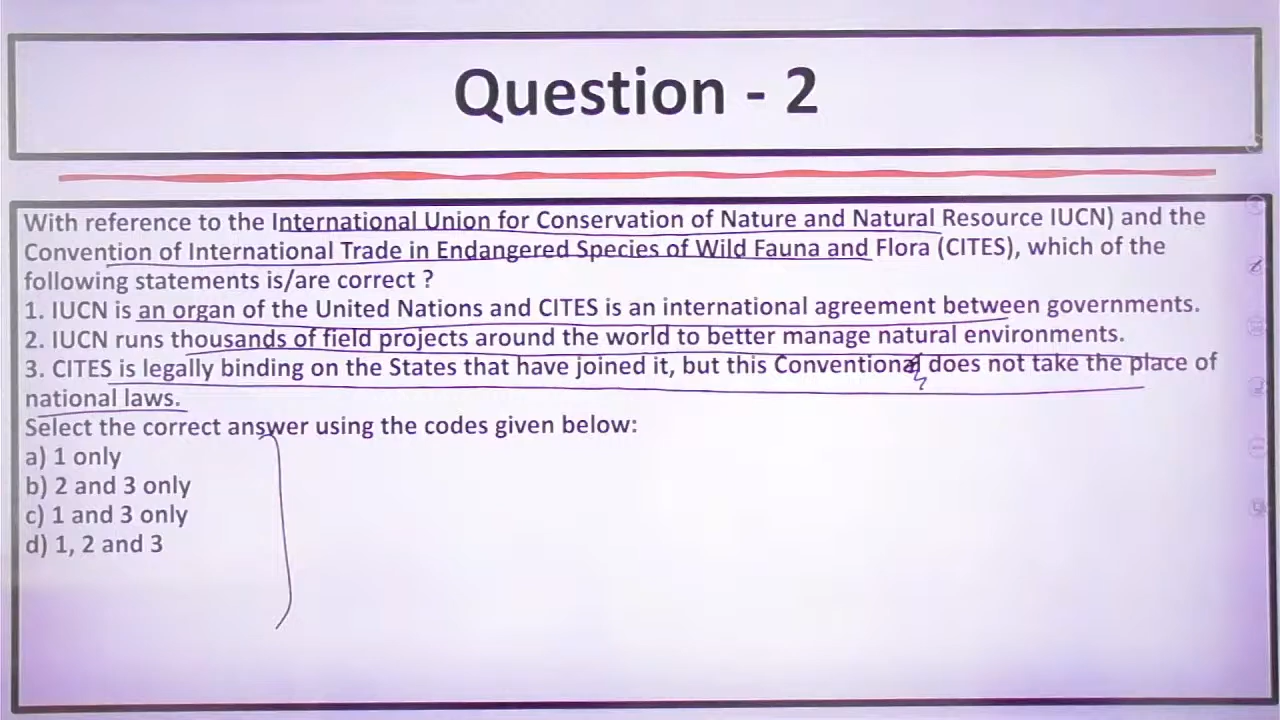 Question - 2
With reference to the International Union for Conservation of Nature and Natural Resource IUCN) and the
Convention of International Trade in Endangered Species of Wild Fauna and Flora (CITES), which of the
following statements is/are correct ?
1. IUCN is an organ of the United Nations and CITES is an international agreement between governments.
2. IUCN runs thousands of field projects around the world to better manage natural environments.
3. CITES is legally binding on the States that have joined it, but this Conventional does not take the place of
national laws.
Select the correct answer using the codes given below:
a) 1 only
b) 2 and 3 only
c) 1 and 3 only
d) 1, 2 and 3